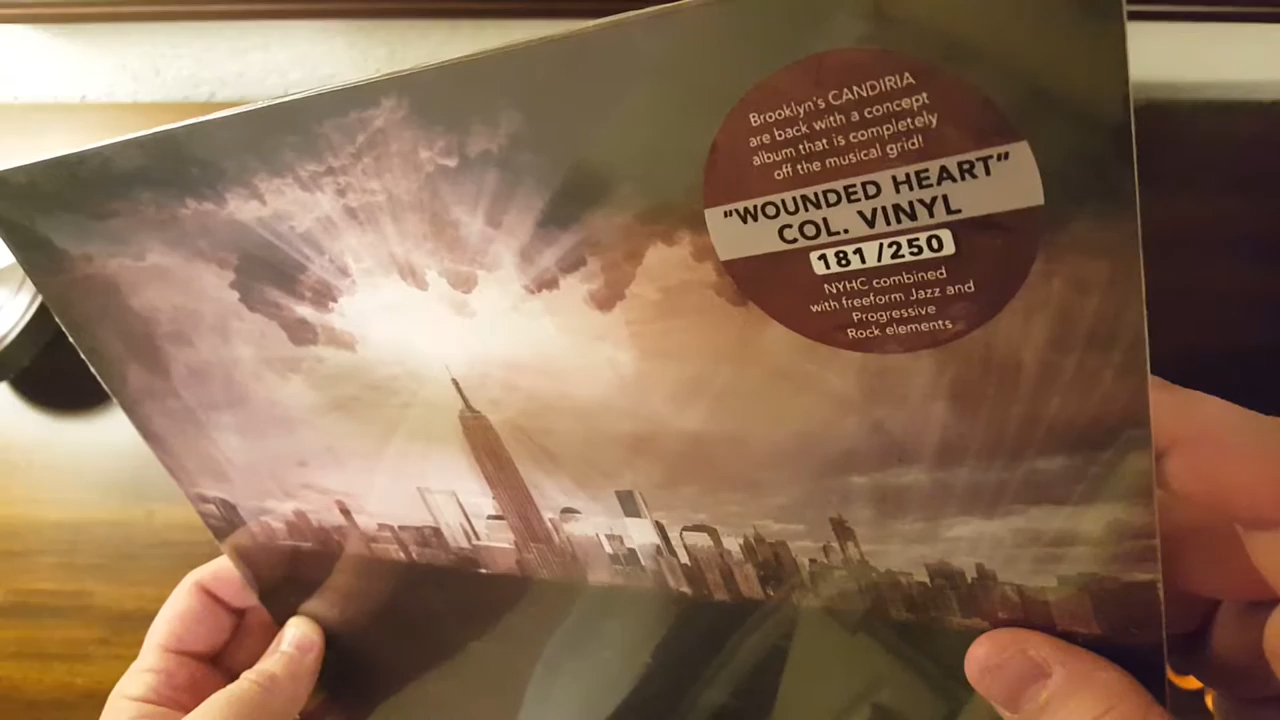 Brooklyn's CANDIRIA
are back with a concept
album that is completely
off the musical grid!
"WOUNDED HEART"
COL. VINYL
181/250
NYHC combined
with freeform Jazz and
Progressive
Rock elements